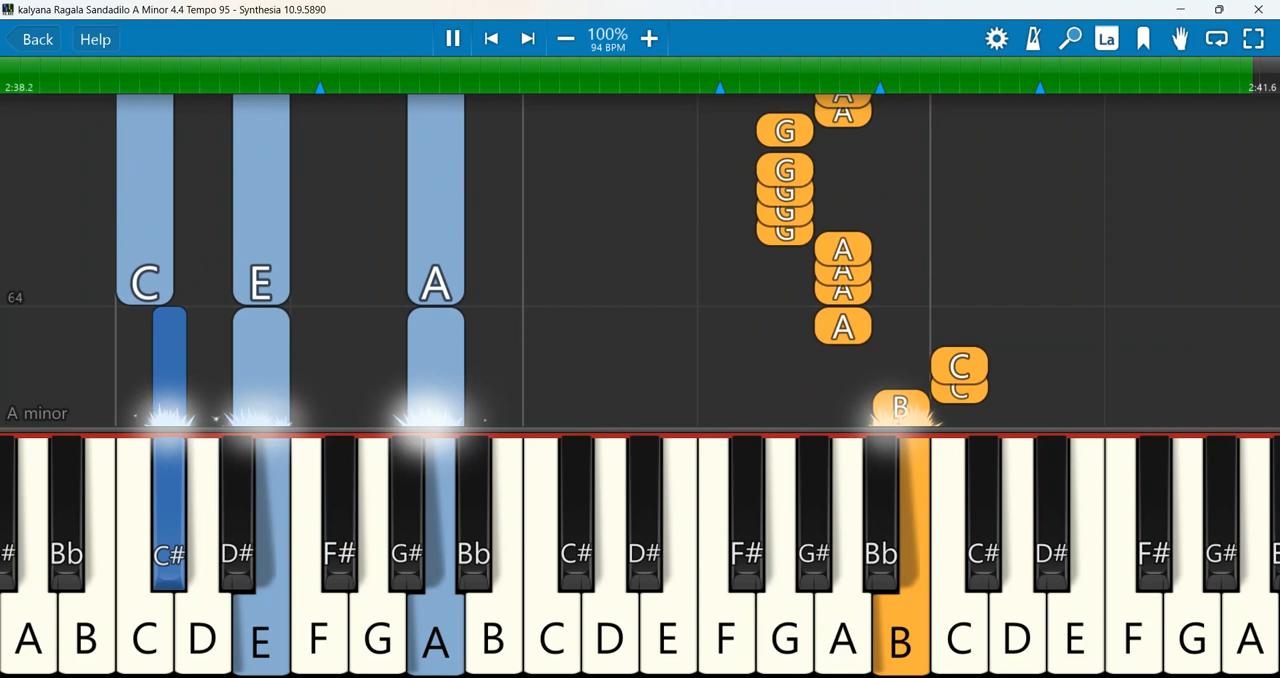 kalyana Ragala Sandadilo A Minor 4.4 Tempo 95 - Synthesia 10.9.5890
Back Help 100% La
94 BPM
2:38.2 2:41.6
A
A
G
G
G
G
G
A
A
A
C E A
64
A
C
C
A minor B
# Bb C# D# F# G# Bb C# D# F# G# Bb C# D# F# G#
A B C D E F G A B C D E F G A B C D E F G A